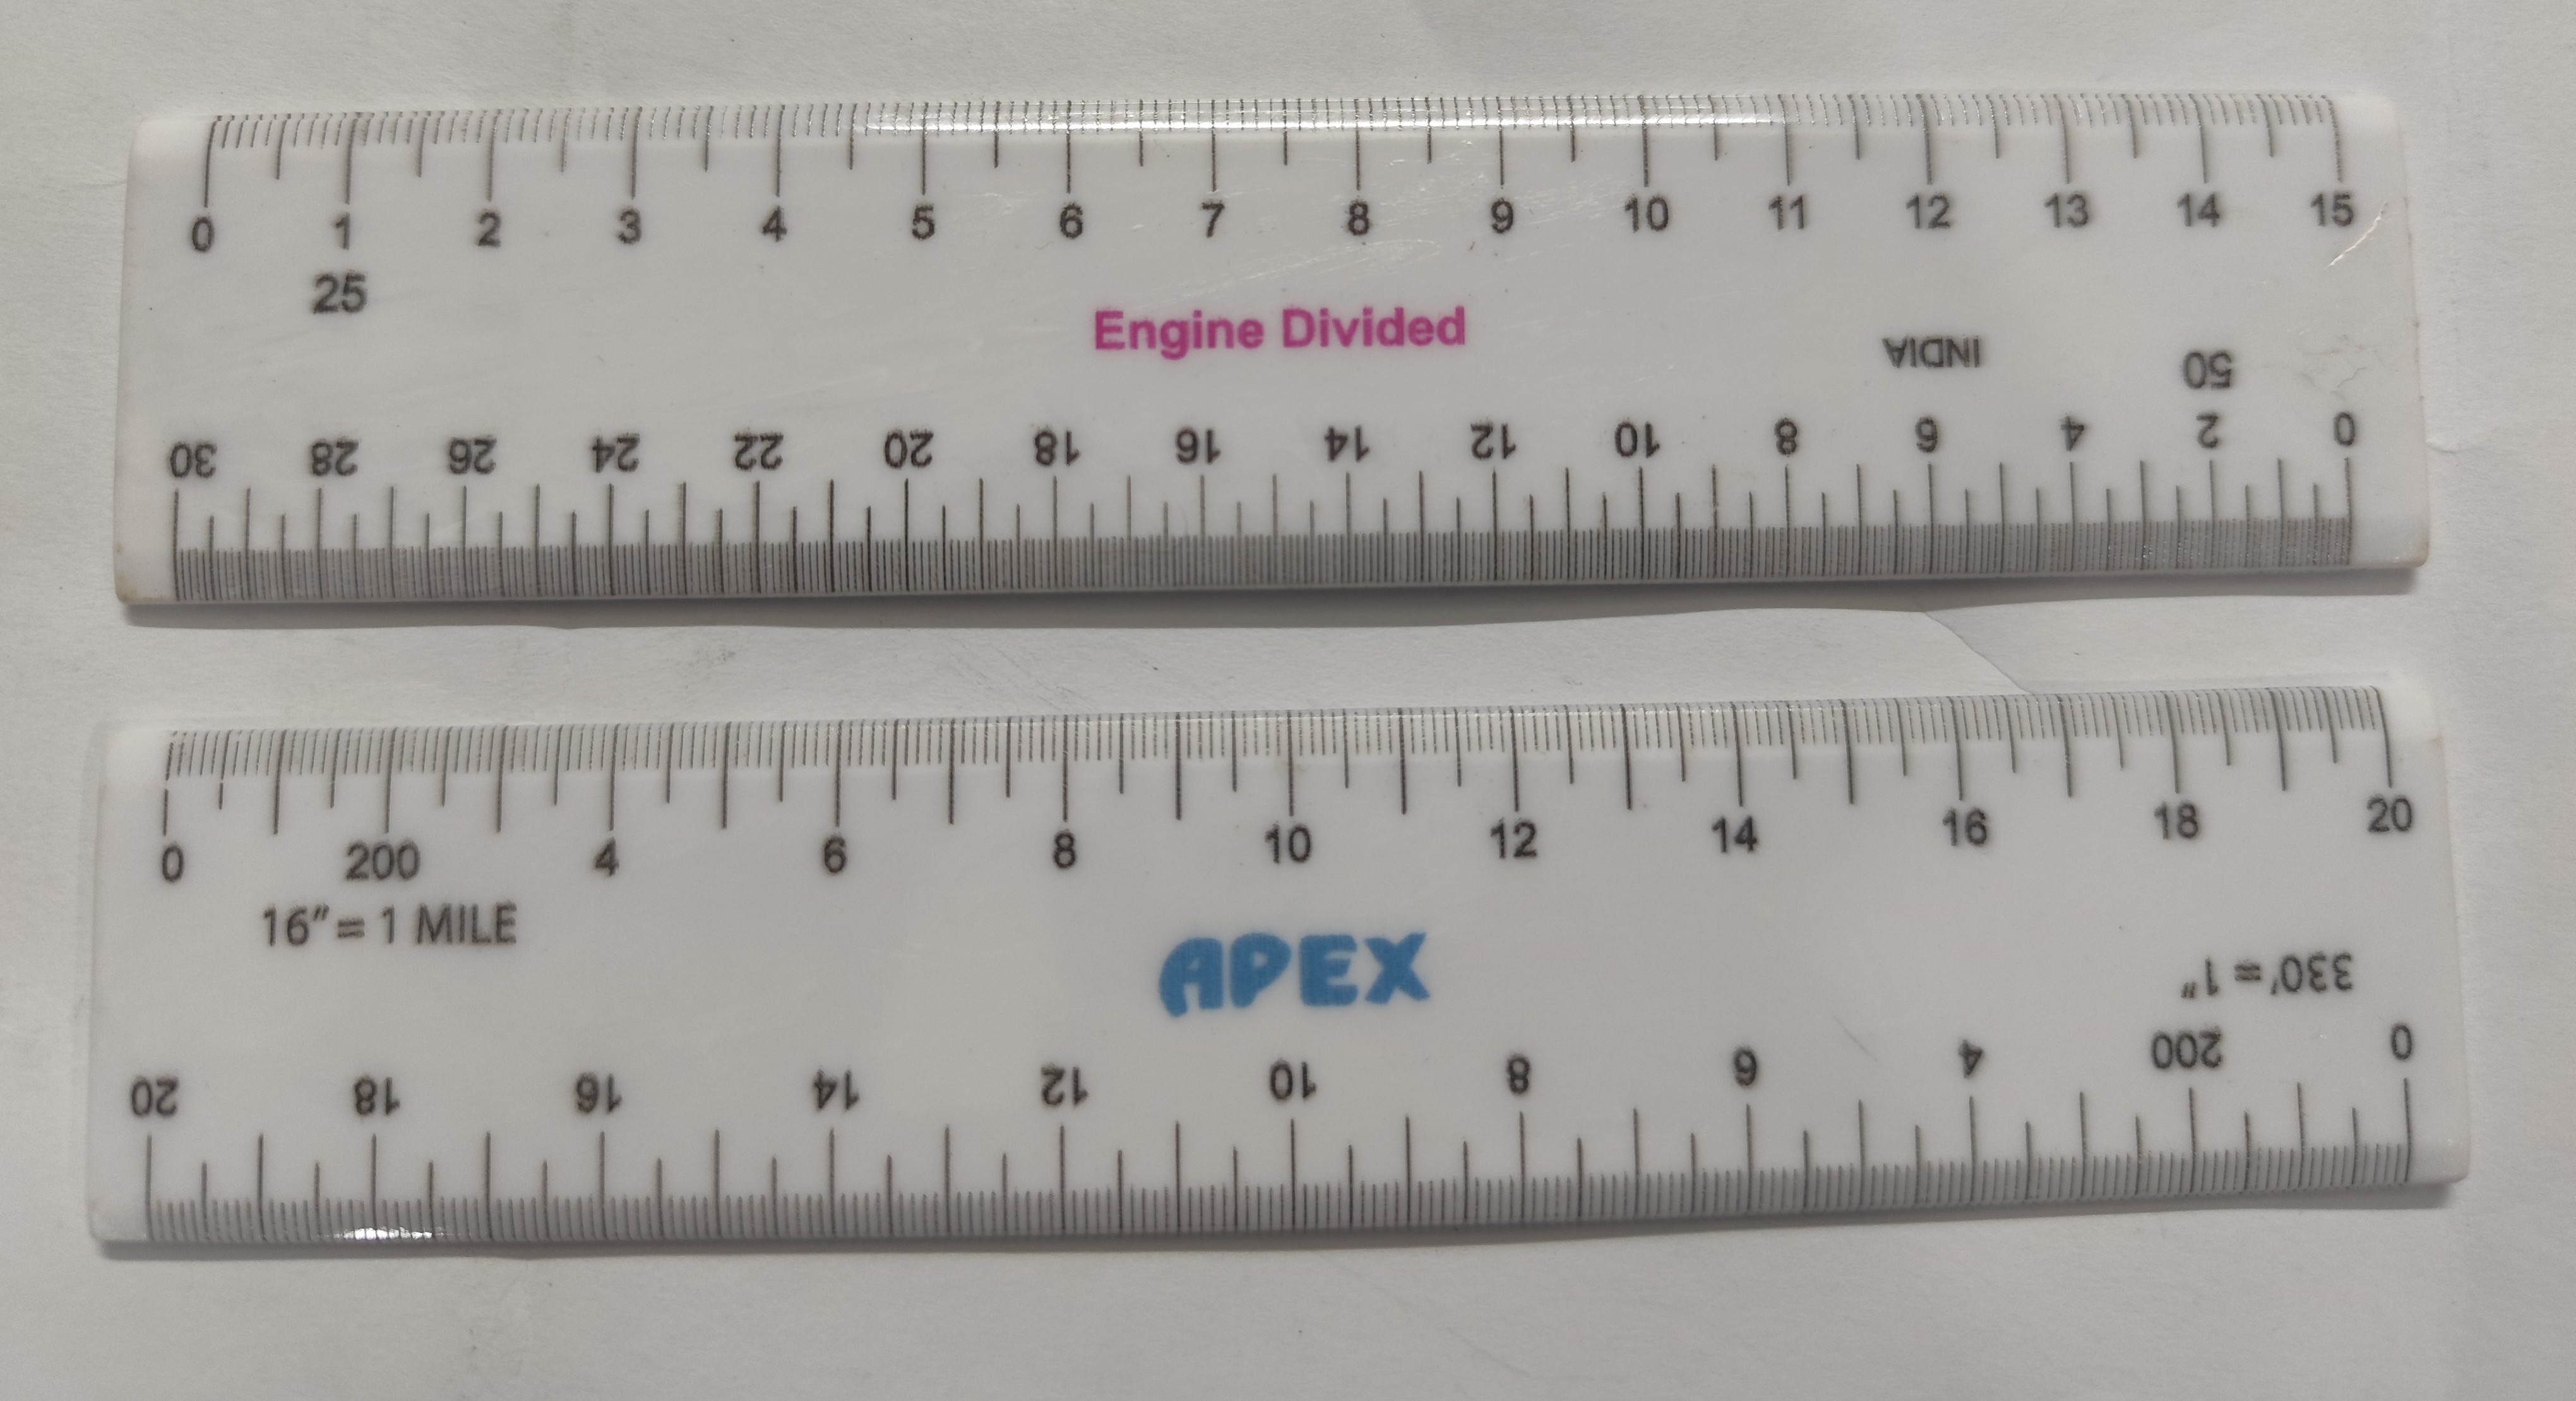 0 1 2 3 4 5 6 7 8 9 10 11 12 13 14 15
25
Engine Divided
INDIA
50
30 28 26 24 22 20 18 16 14 12 10 8 6 4 2 0
0 200 4 6 8 10 12 14 16 18 20
16″ = 1 MILE
APEX
330′ = 1″
20 18 16 14 12 10 8 6 4 200 0